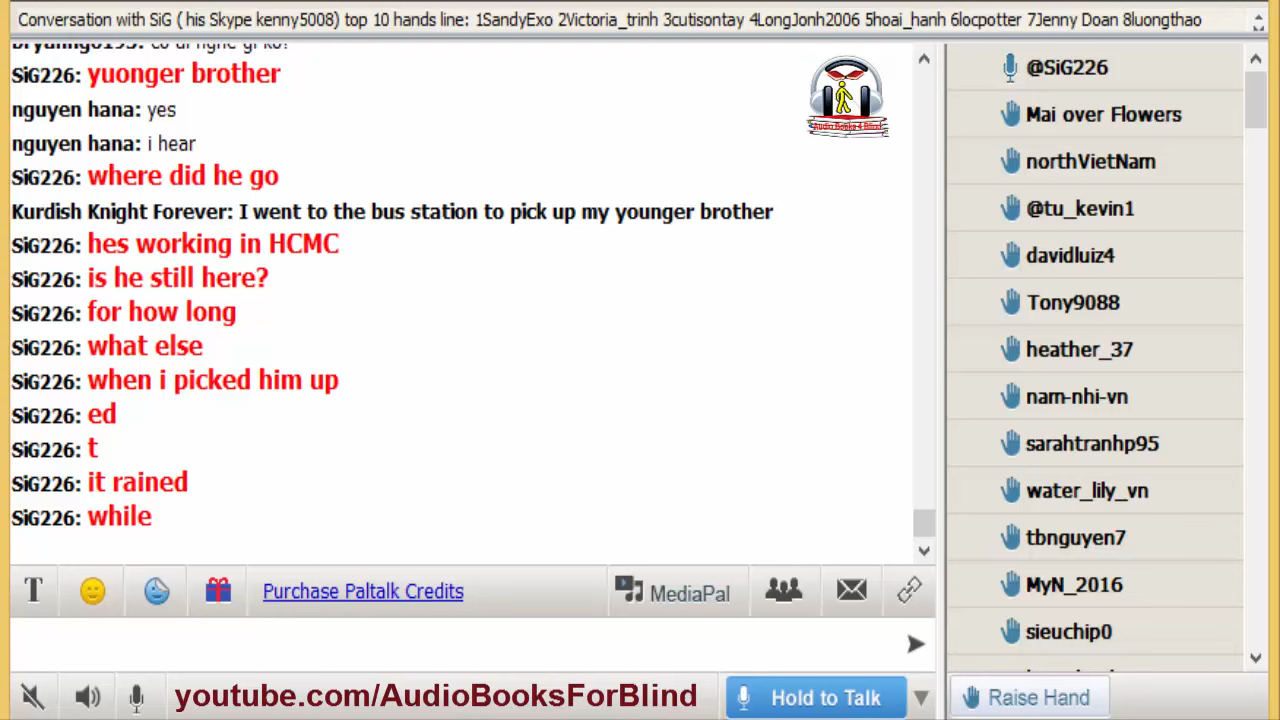 Conversation with SiG ( his Skype kenny5008) top 10 hands line: 1SandyExo 2Victoria_trinh 3cutisontay 4LongJonh2006 5hoai_hanh 6locpotter 7Jenny Doan 8luongthao
SiG226: yuonger brother
nguyen hana: yes
nguyen hana: i hear
SiG226: where did he go
Kurdish Knight Forever: I went to the bus station to pick up my younger brother
SiG226: hes working in HCMC
SiG226: is he still here?
SiG226: for how long
SiG226: what else
SiG226: when i picked him up
SiG226: ed
SiG226: t
SiG226: it rained
SiG226: while
Audio Books 4 Blind
@SiG226
Mai over Flowers
northVietNam
@tu_kevin1
davidluiz4
Tony9088
heather_37
nam-nhi-vn
sarahtranhp95
water_lily_vn
tbnguyen7
MyN_2016
sieuchip0
T
Purchase Paltalk Credits
MediaPal
youtube.com/AudioBooksForBlind
Hold to Talk
Raise Hand